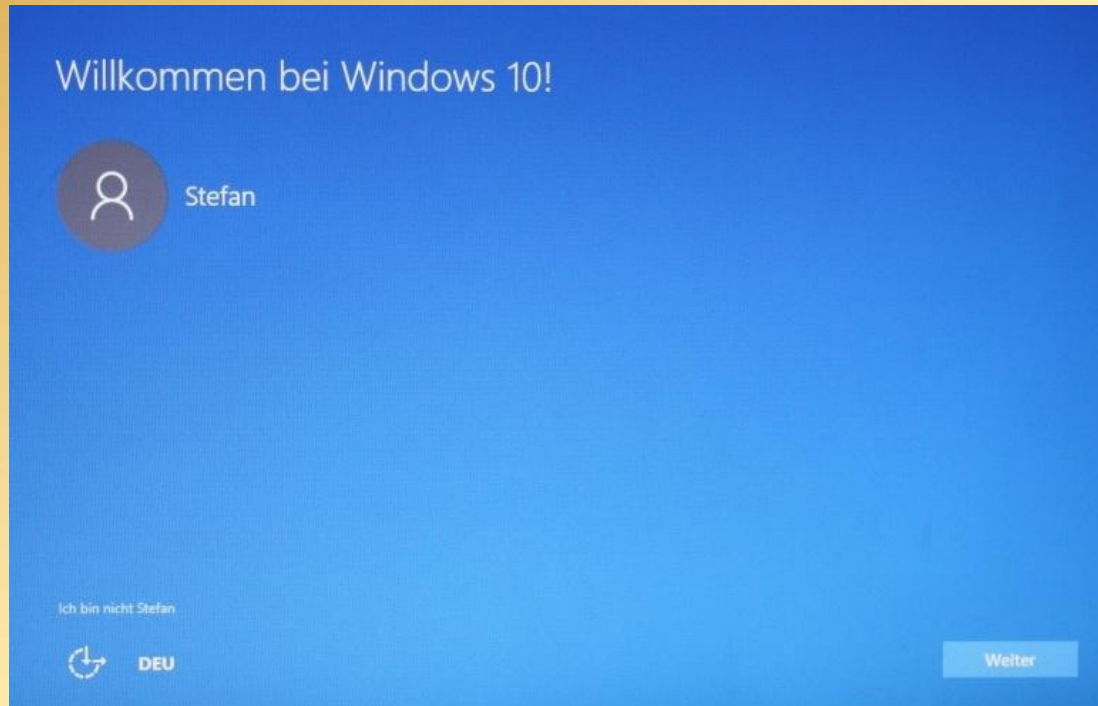 Willkommen bei Windows 10!
Stefan
Ich bin nicht Stefan
DEU
Weiter